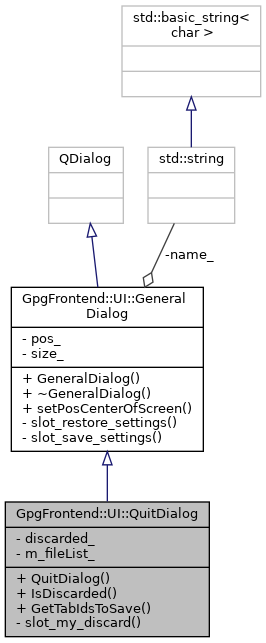 std::basic_string<
char >
QDialog
std::string
-name_
GpgFrontend::UI::General
Dialog
- pos_
- size_
+ GeneralDialog()
+ ~GeneralDialog()
+ setPosCenterOfScreen()
- slot_restore_settings()
- slot_save_settings()
GpgFrontend::UI::QuitDialog
- discarded_
- m_fileList_
+ QuitDialog()
+ IsDiscarded()
+ GetTabIdsToSave()
- slot_my_discard()